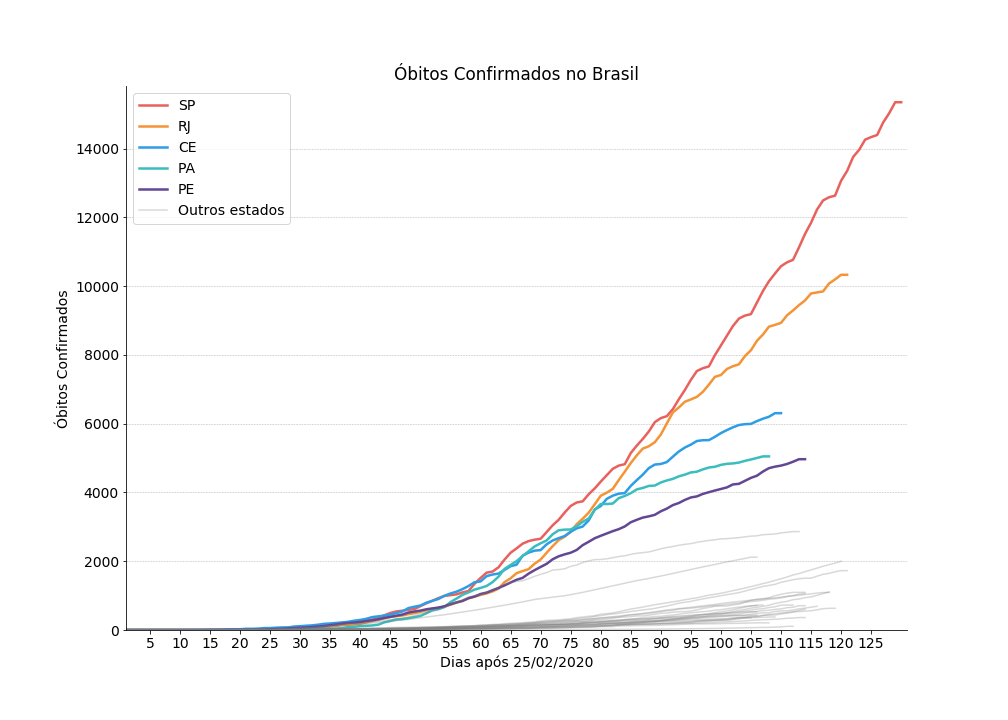 Óbitos Confirmados no Brasil
SP
RJ
CE
PA
PE
Outros estados
Óbitos Confirmados
14000
12000
10000
8000
6000
4000
2000
0
5 10 15 20 25 30 35 40 45 50 55 60 65 70 75 80 85 90 95 100 105 110 115 120 125
Dias após 25/02/2020